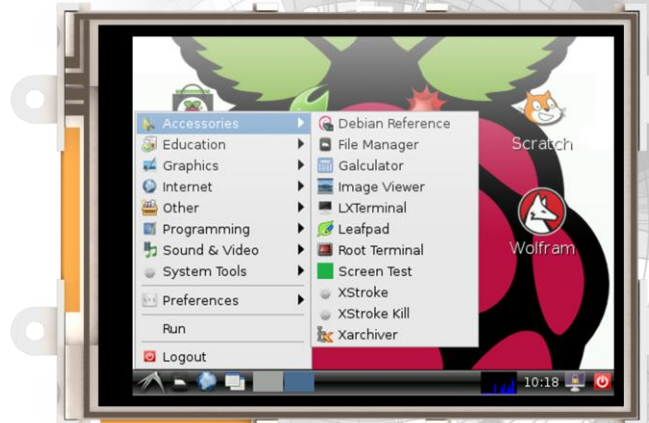 Accessories
Education
Graphics
Internet
Other
Programming
Sound & Video
System Tools
Preferences
Run
Logout
Debian Reference
File Manager
Galculator
Image Viewer
LXTerminal
Leafpad
Root Terminal
Screen Test
XStroke
XStroke Kill
Xarchiver
Scratch
Wolfram
10:18